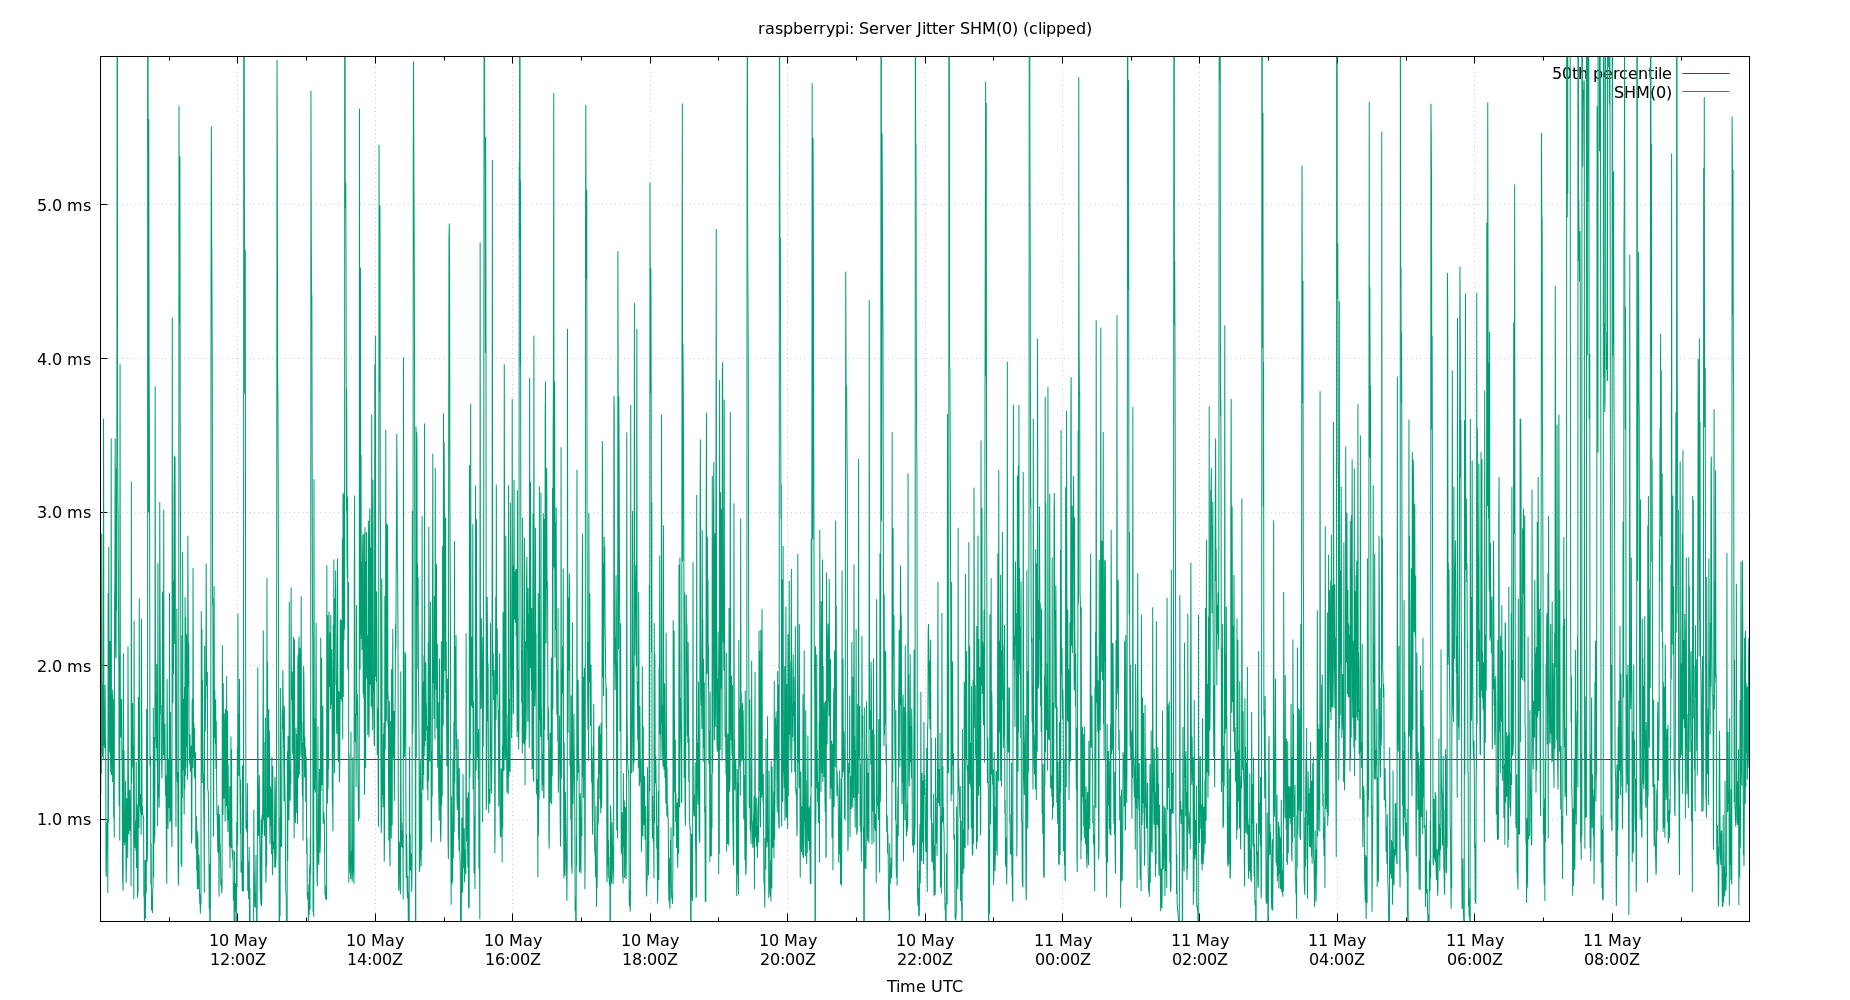 raspberrypi: Server Jitter SHM(0) (clipped)
50th percentile
SHM(0)
5.0 ms
4.0 ms
3.0 ms
2.0 ms
1.0 ms
10 May 10 May 10 May 10 May 10 May 10 May 11 May 11 May 11 May 11 May 11 May
12:00Z 14:00Z 16:00Z 18:00Z 20:00Z 22:00Z 00:00Z 02:00Z 04:00Z 06:00Z 08:00Z
Time UTC